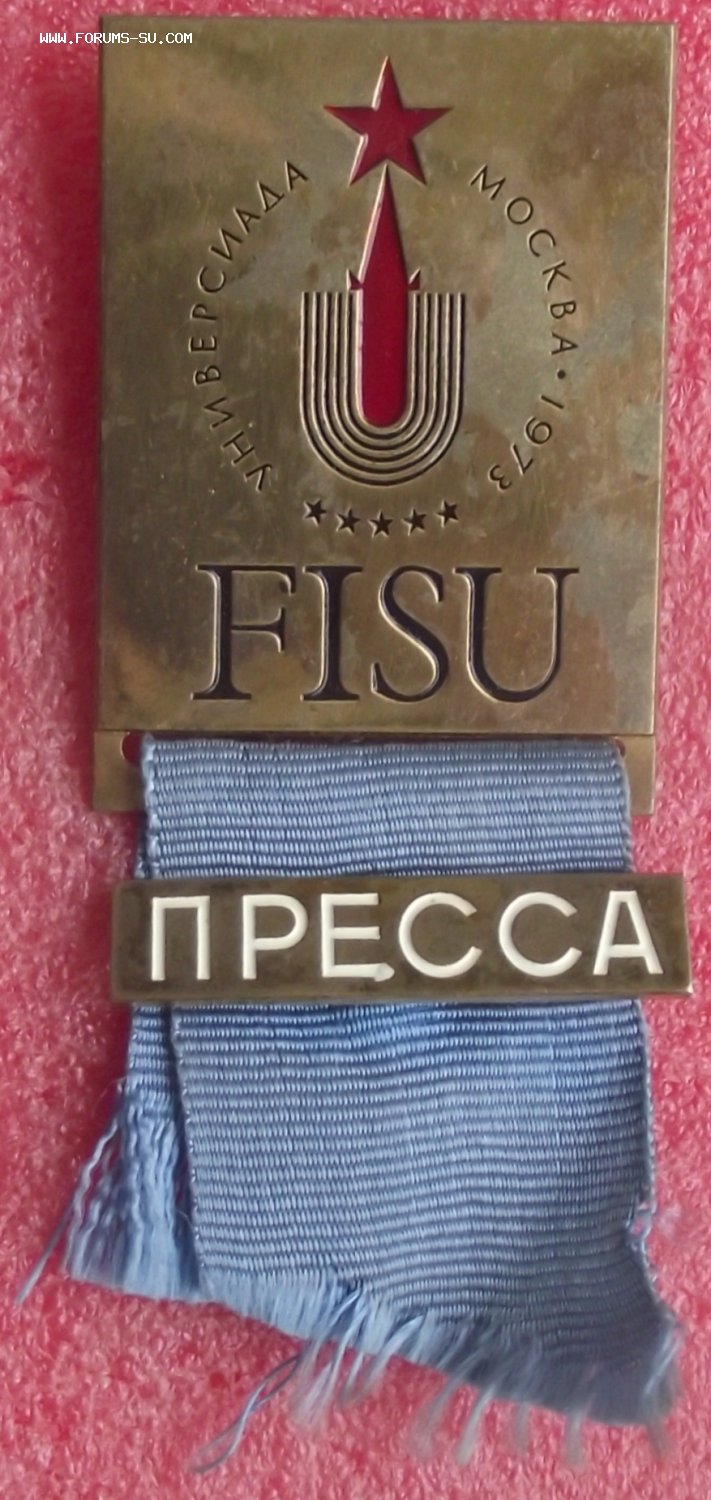 WWW.FORUMS-SU.COM
УНИВЕРСИАДА МОСКВА • 1973
FISU
ПРЕССА